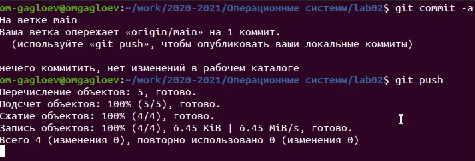 om-gagloev@omgagloev:~/work/2020-2021/Операционные системы/lab02$ git commit -a
На ветке main
Ваша ветка опережает «origin/main» на 1 коммит.
(используйте «git push», чтобы опубликовать ваши локальные коммиты)
нечего коммитить, нет изменений в рабочем каталоге
om-gagloev@omgagloev:~/work/2020-2021/Операционные системы/lab02$ git push
Перечисление объектов: 5, готово.
Подсчет объектов: 100% (5/5), готово.
Сжатие объектов: 100% (4/4), готово.
Запись объектов: 100% (4/4), 6.45 KiB | 6.45 MiB/s, готово.
Всего 4 (изменения 0), повторно использовано 0 (изменения 0)